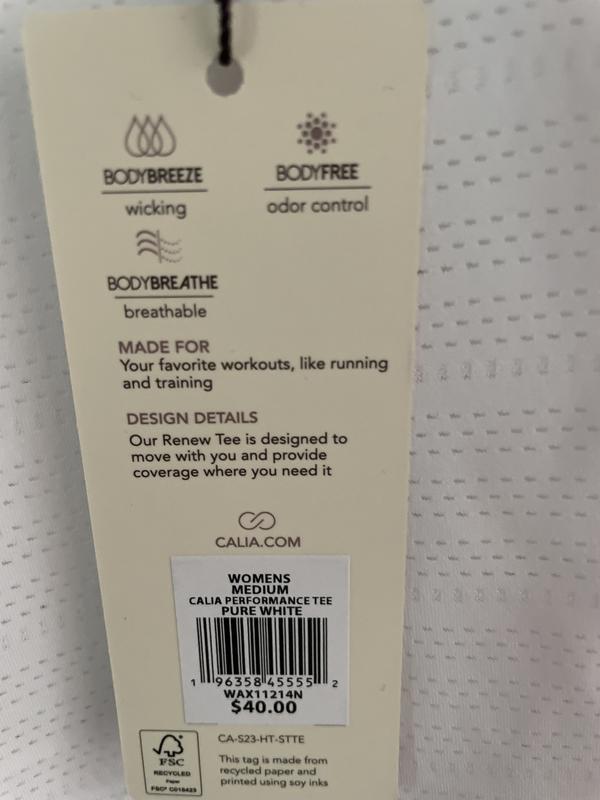 BODYBREEZE
wicking
BODYFREE
odor control
BODYBREATHE
breathable
MADE FOR
Your favorite workouts, like running
and training
DESIGN DETAILS
Our Renew Tee is designed to
move with you and provide
coverage where you need it
CALIA.COM
WOMENS
MEDIUM
CALIA PERFORMANCE TEE
PURE WHITE
1 96358 45555 2
WAX11214N
$40.00
FSC
RECYCLED
Paper
FSC® C016423
CA-S23-HT-STTE
This tag is made from
recycled paper and
printed using soy inks